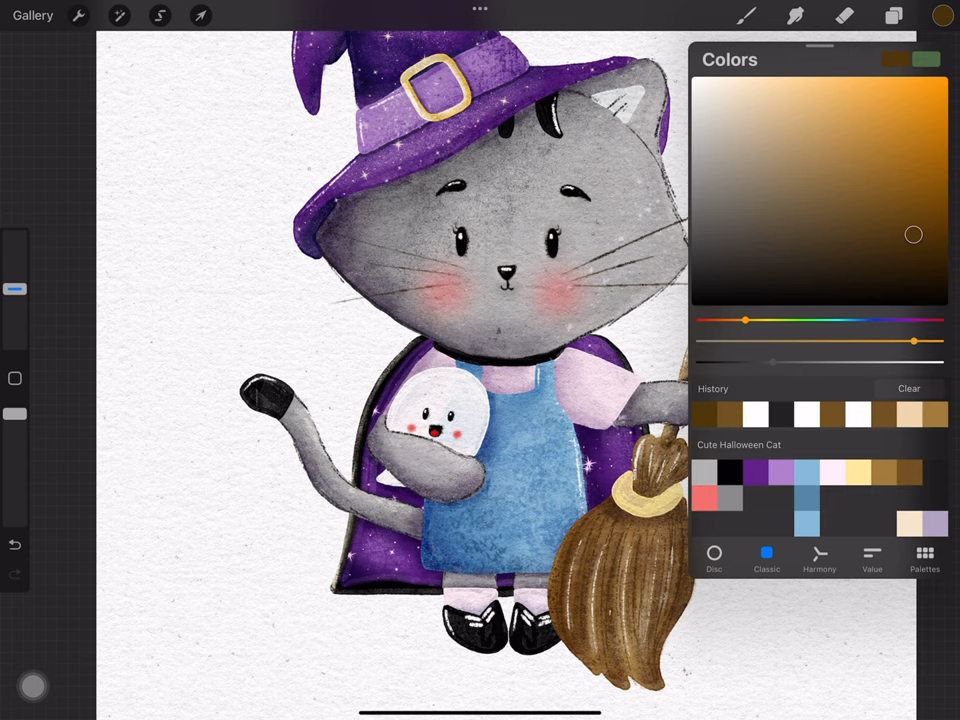 Gallery
Colors
History
Clear
Cute Halloween Cat
Disc
Classic
Harmony
Value
Palettes